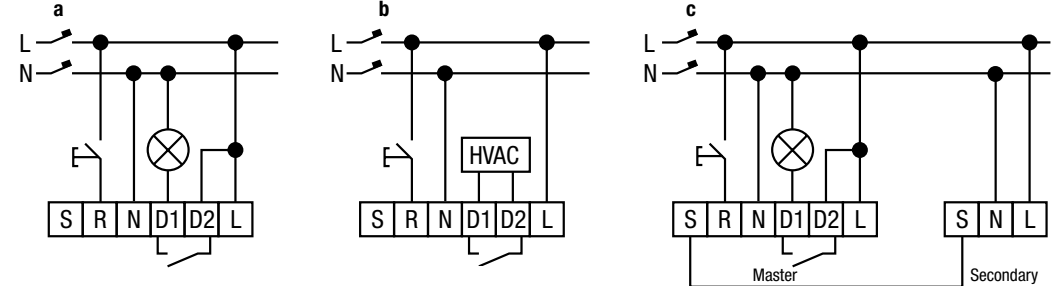 a b c
L L L
N N N
HVAC
S R N D1 D2 L S R N D1 D2 L S R N D1 D2 L S N L
Master Secondary